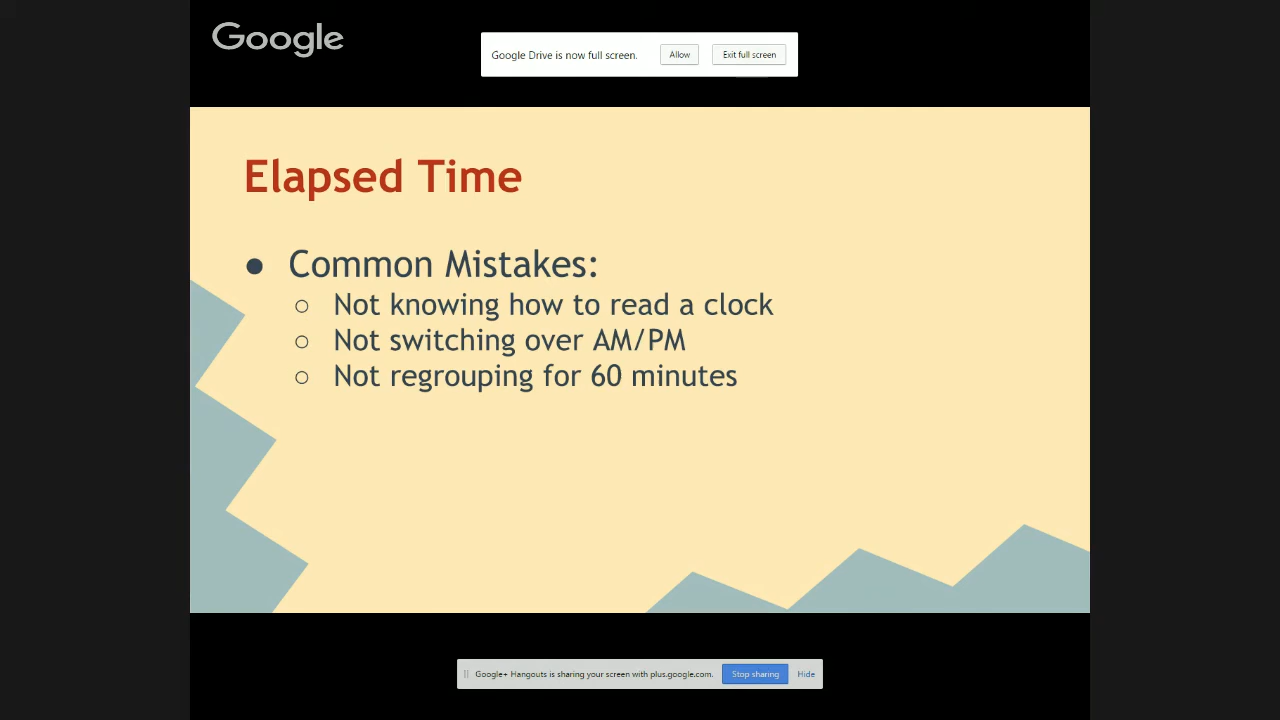 Google
Google Drive is now full screen. Allow Exit full screen
Elapsed Time
● Common Mistakes:
○ Not knowing how to read a clock
○ Not switching over AM/PM
○ Not regrouping for 60 minutes
Google+ Hangouts is sharing your screen with plus.google.com. Stop sharing Hide